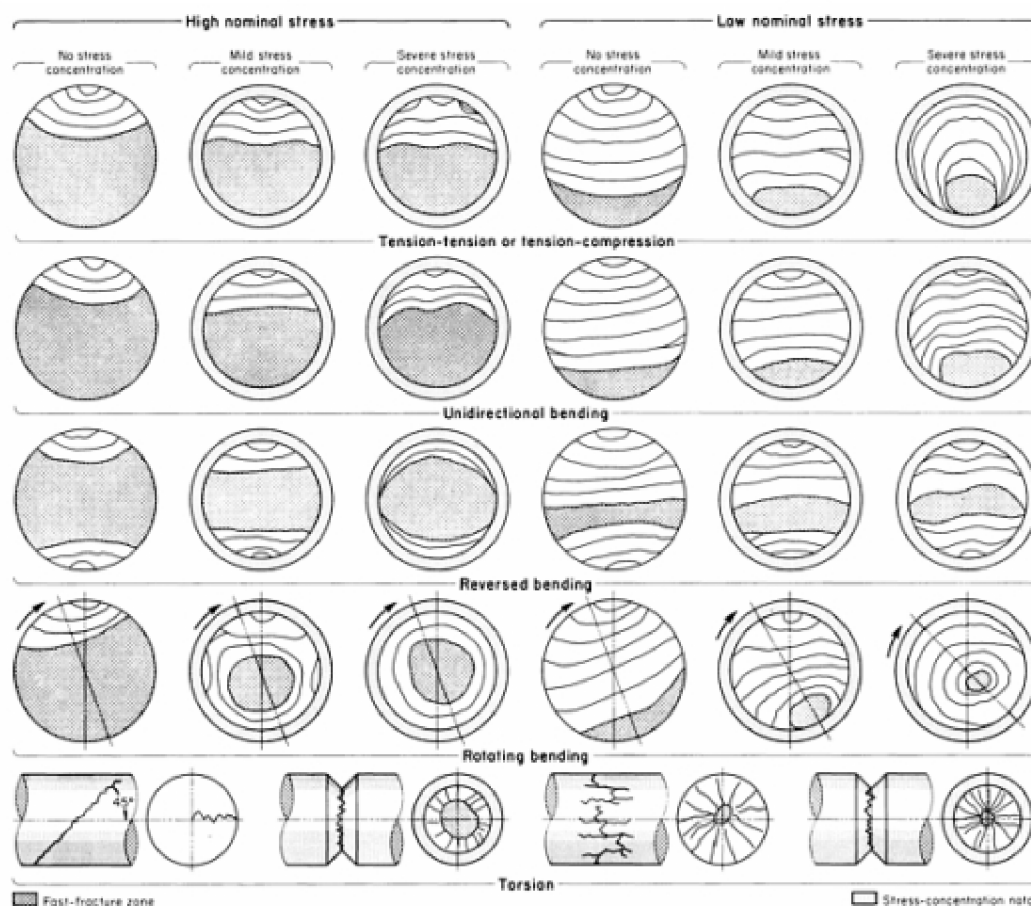 High nominal stress
Low nominal stress
No stress
concentration
Mild stress
concentration
Severe stress
concentration
No stress
concentration
Mild stress
concentration
Severe stress
concentration
Tension-tension or tension-compression
Unidirectional bending
Reversed bending
Rotating bending
45°
Torsion
Fast-fracture zone
Stress-concentration notch